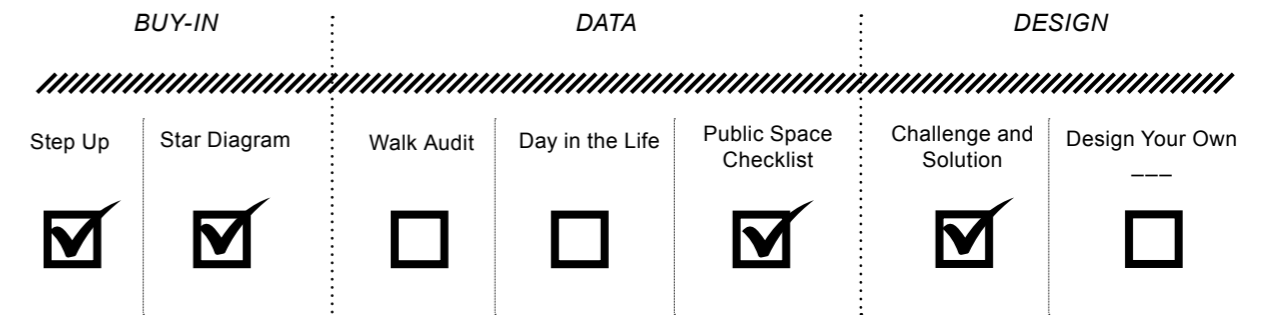 BUY-IN
DATA
DESIGN
Step Up
Star Diagram
Walk Audit
Day in the Life
Public Space
Checklist
Challenge and
Solution
Design Your Own
___